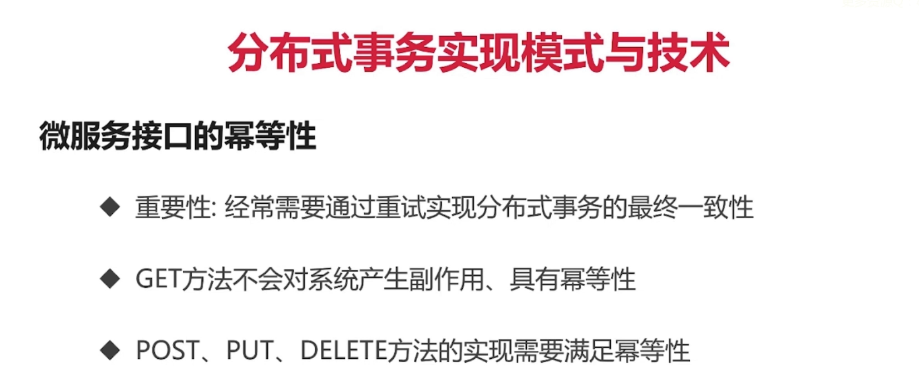 分布式事务实现模式与技术
微服务接口的幂等性
◆ 重要性: 经常需要通过重试实现分布式事务的最终一致性
◆ GET方法不会对系统产生副作用、具有幂等性
◆ POST、PUT、DELETE方法的实现需要满足幂等性